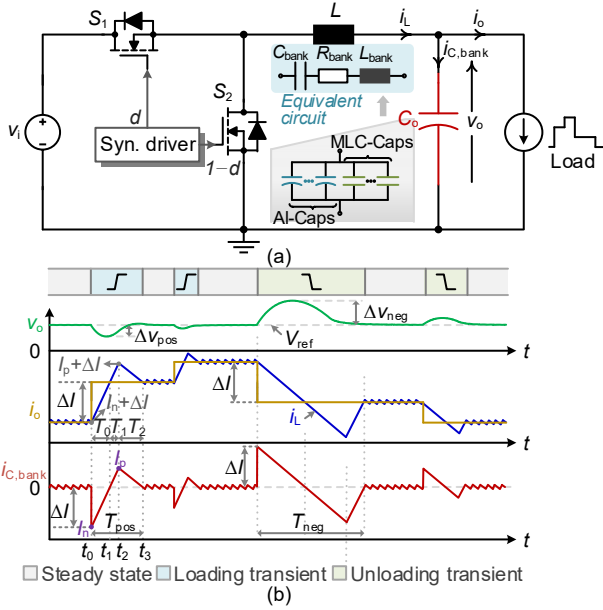 S1
L
iL
io
Cbank
Rbank
Lbank
iC,bank
S2
d
Equivalent
circuit
Co
vo
vi
Syn. driver
1−d
MLC-Caps
Load
Al-Caps
(a)
vo
Δvpos
Δvneg
Vref
0
t
Ip+ΔI
ΔI
In+ΔI
ΔI
io
iL
T0 T1 T2
t
iC,bank
Ip
ΔI
0
ΔI
In
Tpos
Tneg
t0 t1 t2 t3
t
Steady state
Loading transient
Unloading transient
(b)